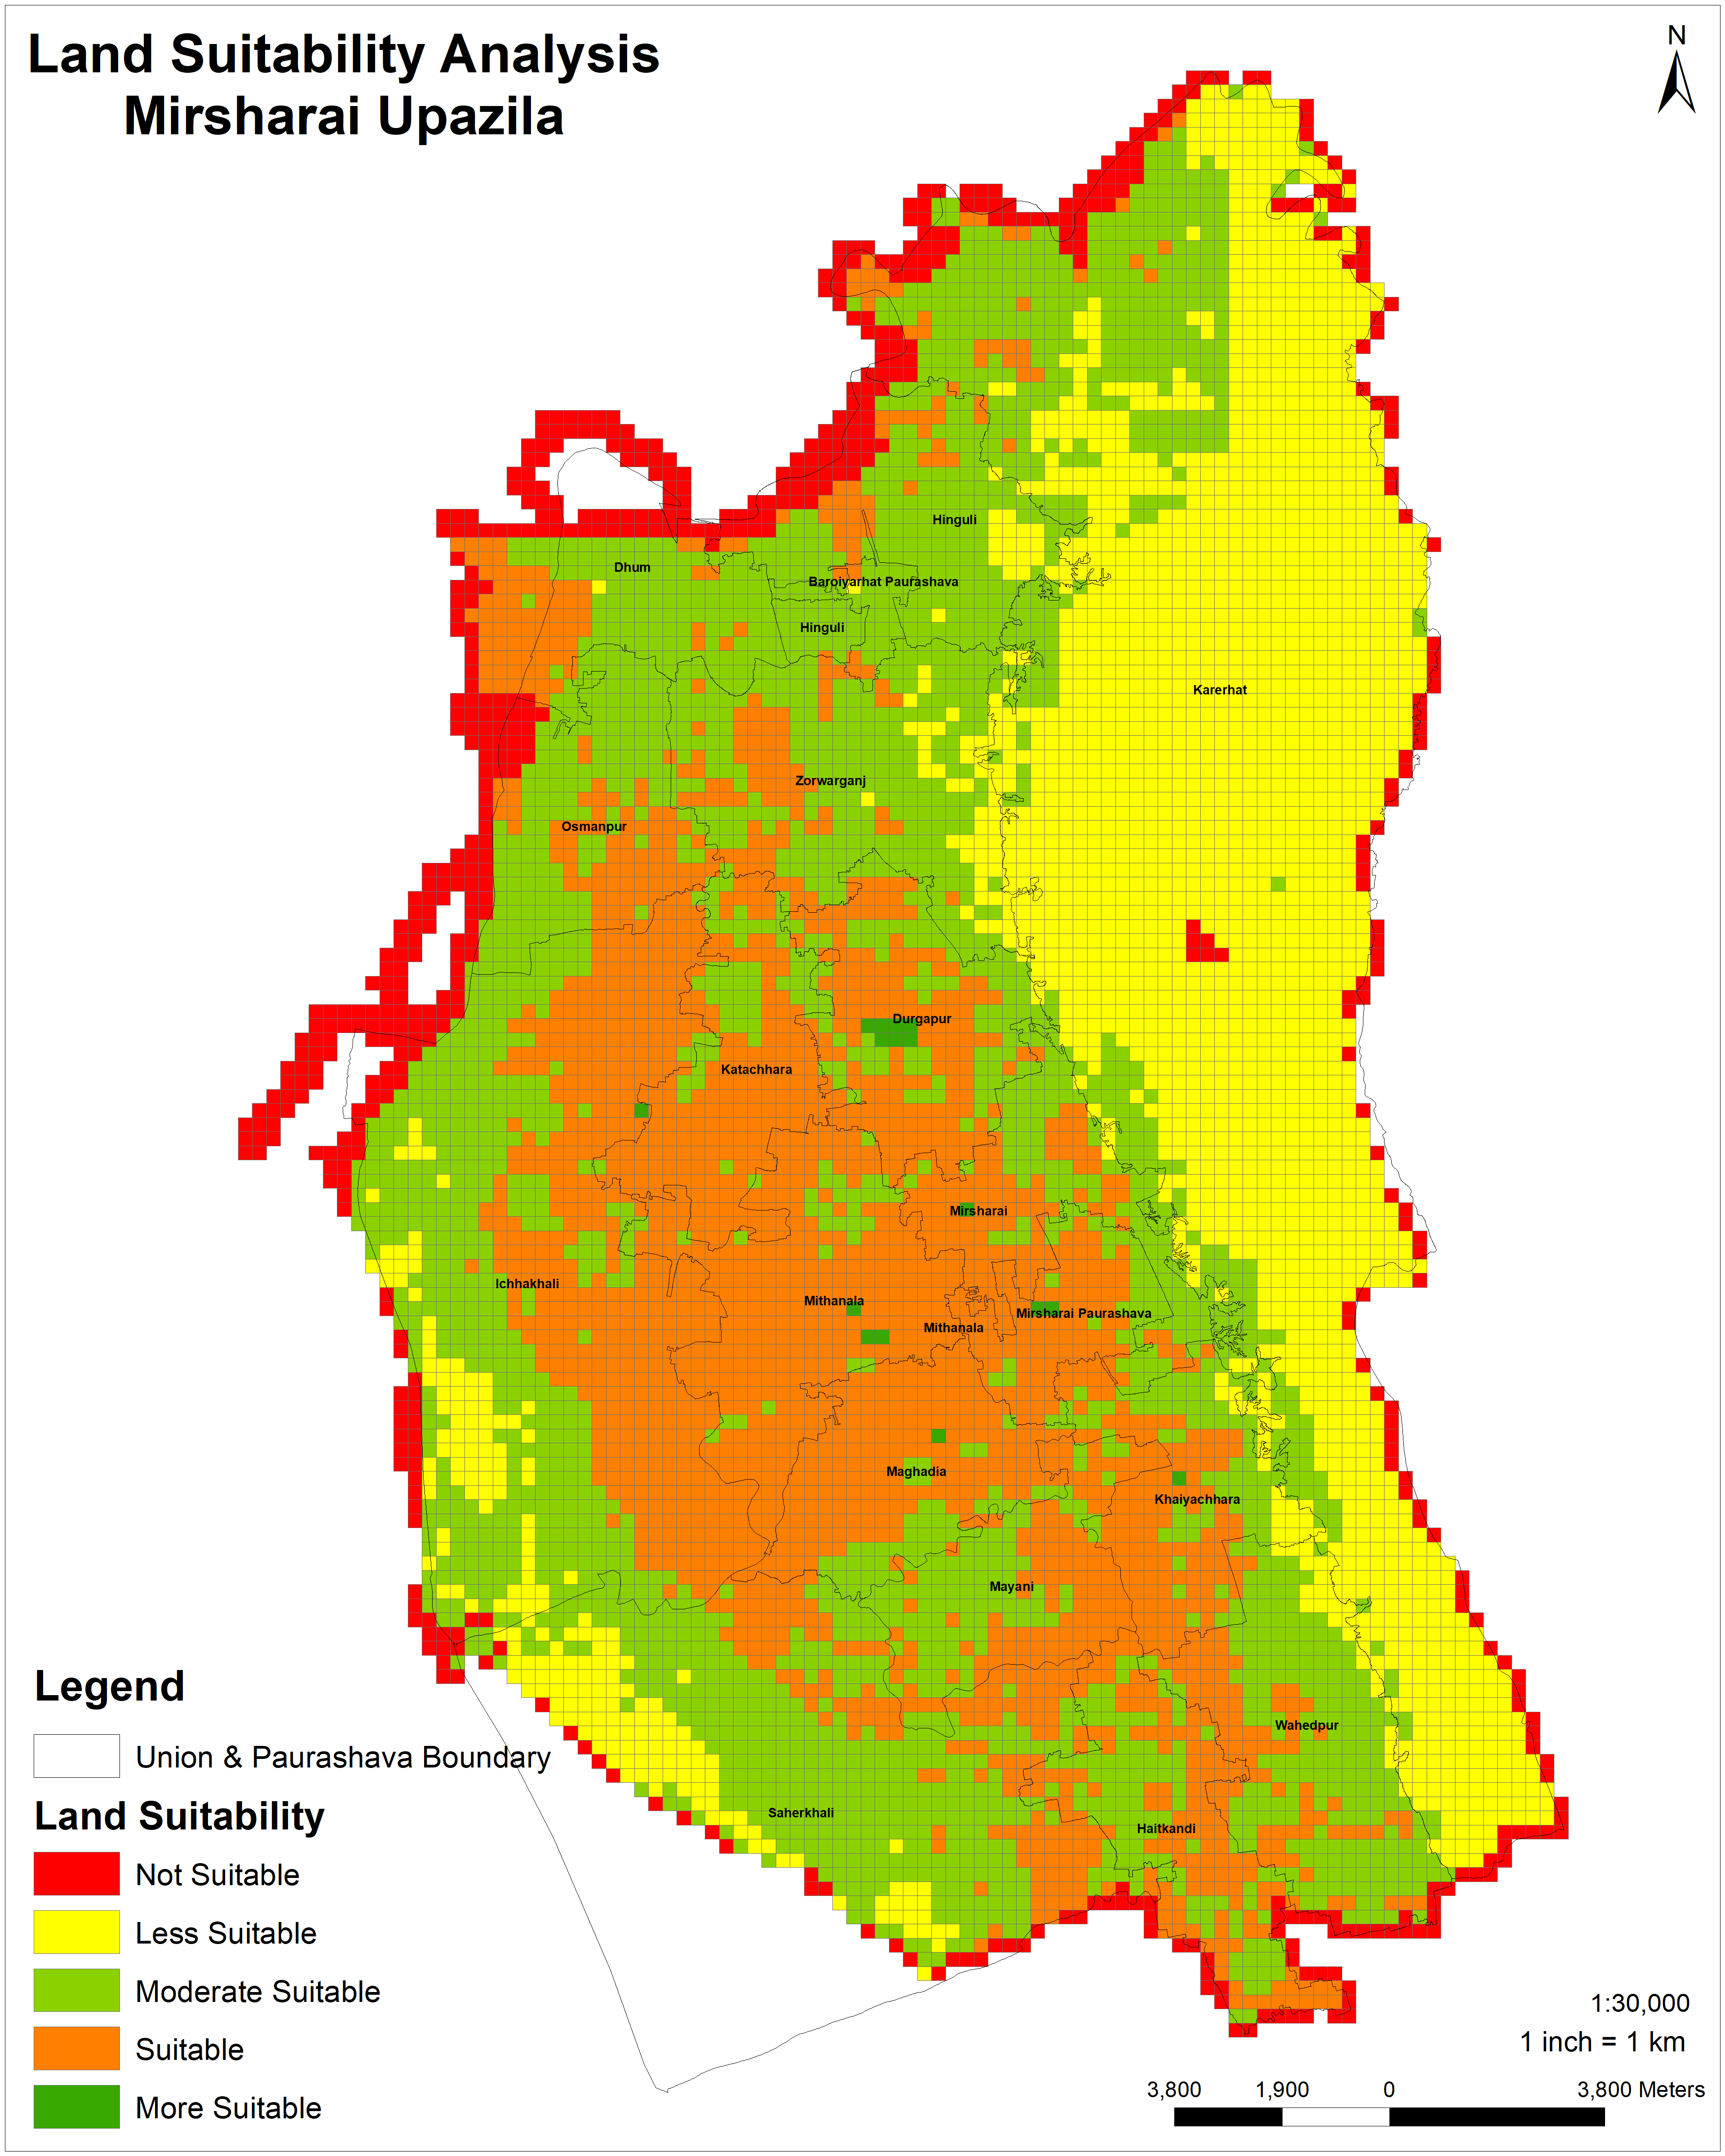 Land Suitability Analysis
Mirsharai Upazila
N
Hinguli
Dhum
Baroiyarhat Paurashava
Hinguli
Karerhat
Zorwarganj
Osmanpur
Durgapur
Katachhara
Mirsharai
Ichhakhali
Mithanala
Mirsharai Paurashava
Mithanala
Maghadia
Khaiyachhara
Mayani
Wahedpur
Saherkhali
Haitkandi
Legend
Union & Paurashava Boundary
Land Suitability
Not Suitable
Less Suitable
Moderate Suitable
Suitable
More Suitable
1:30,000
1 inch = 1 km
3,800 1,900 0 3,800 Meters